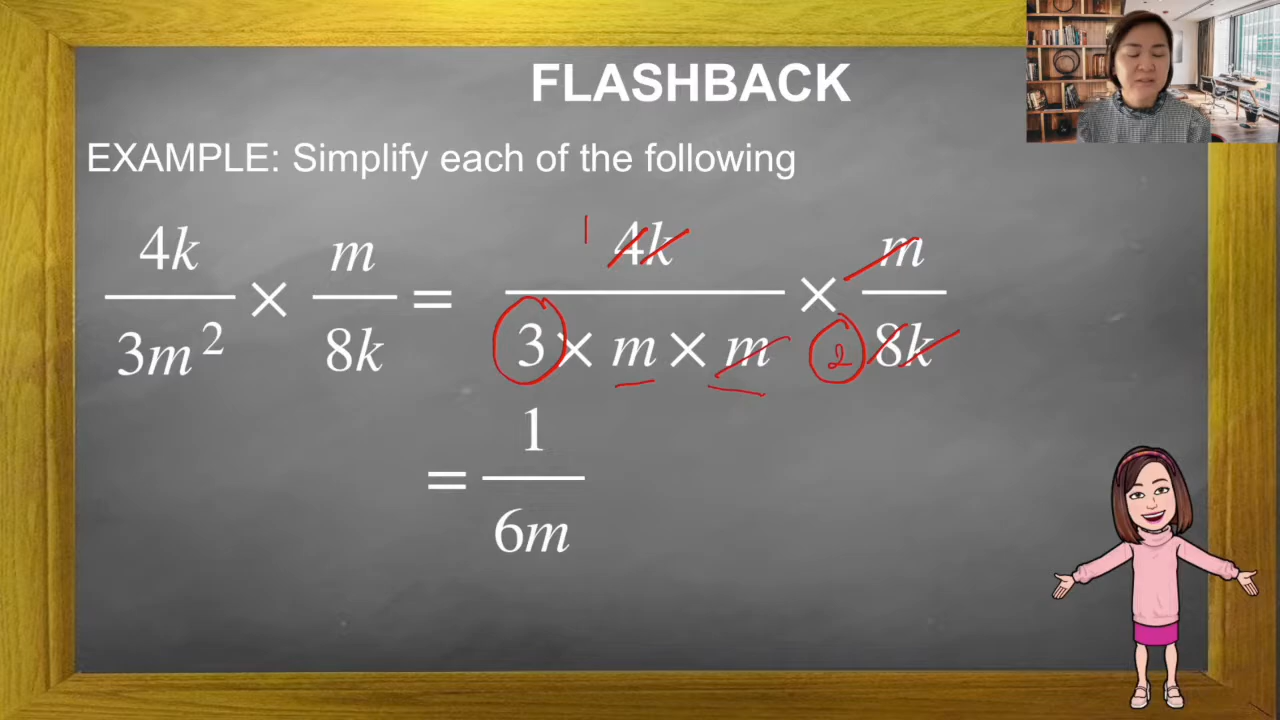 FLASHBACK
EXAMPLE: Simplify each of the following
4k/3m² × m/8k = 1 4k/3 × m × m × m/2 8k
= 1/6m